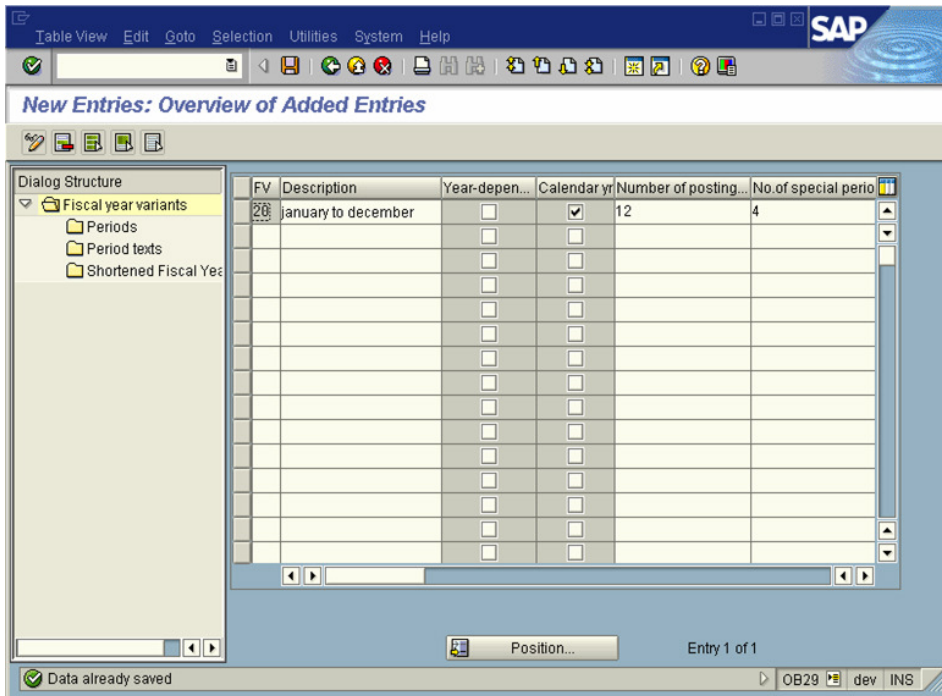 Table View Edit Goto Selection Utilities System Help
SAP
New Entries: Overview of Added Entries
Dialog Structure
Fiscal year variants
Periods
Period texts
Shortened Fiscal Yea
FV Description Year-depen... Calendar yr Number of posting... No.of special perio
20 january to december 12 4
Position... Entry 1 of 1
Data already saved OB29 dev INS